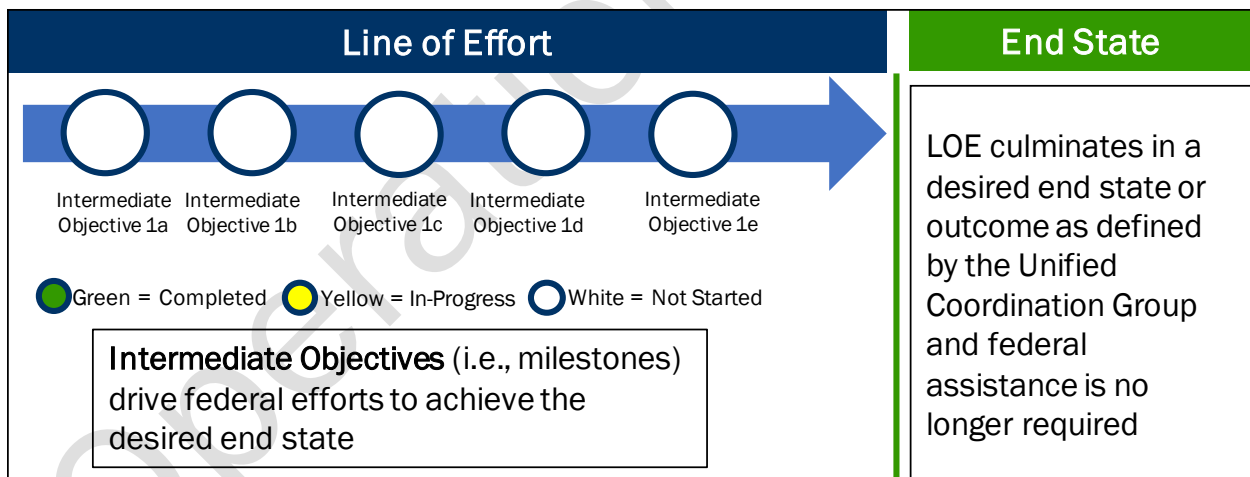 Line of Effort
End State
Intermediate Objective 1a
Intermediate Objective 1b
Intermediate Objective 1c
Intermediate Objective 1d
Intermediate Objective 1e
Green = Completed
Yellow = In-Progress
White = Not Started
Intermediate Objectives (i.e., milestones)
drive federal efforts to achieve the
desired end state
LOE culminates in a
desired end state or
outcome as defined
by the Unified
Coordination Group
and federal
assistance is no
longer required